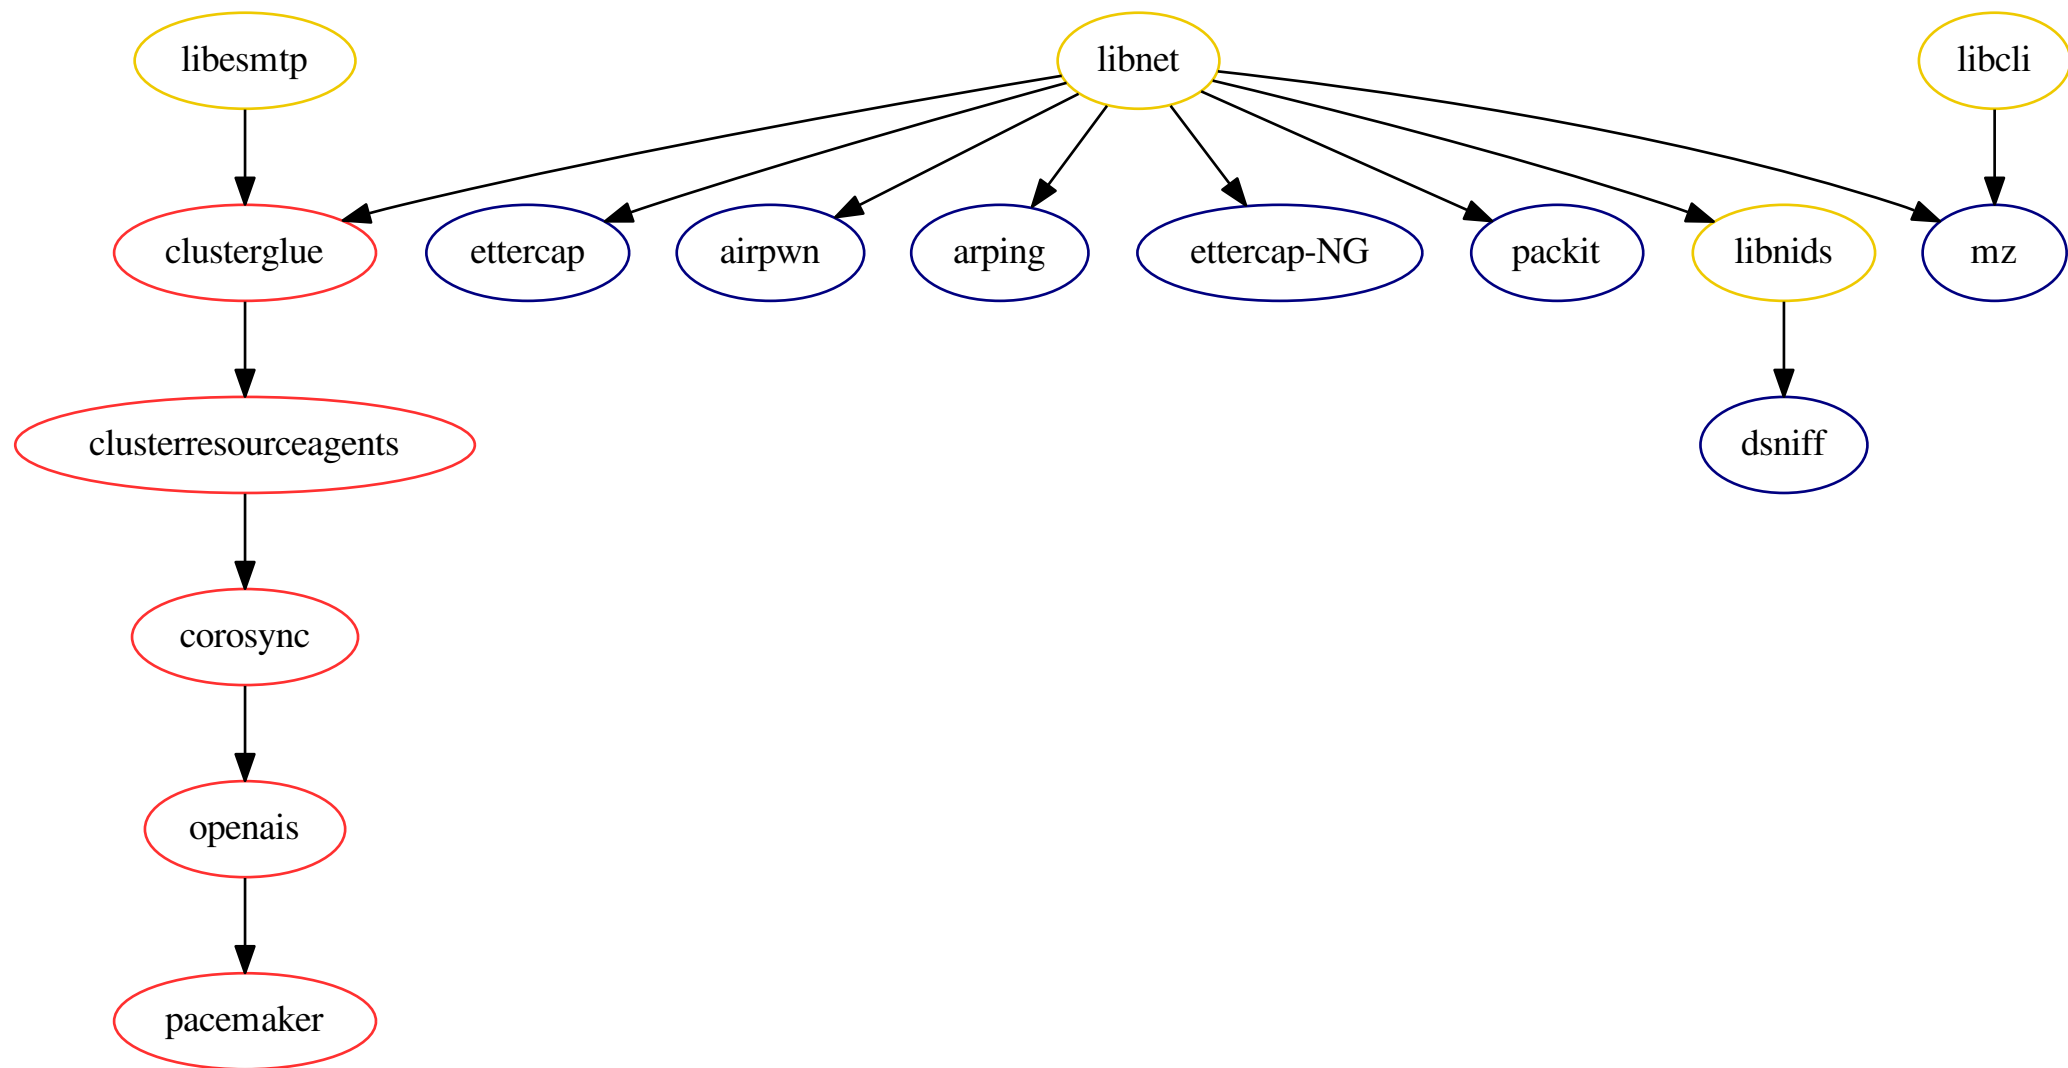 libesmtp
libnet
libcli
clusterglue
ettercap
airpwn
arping
ettercap-NG
packit
libnids
mz
clusterresourceagents
dsniff
corosync
openais
pacemaker